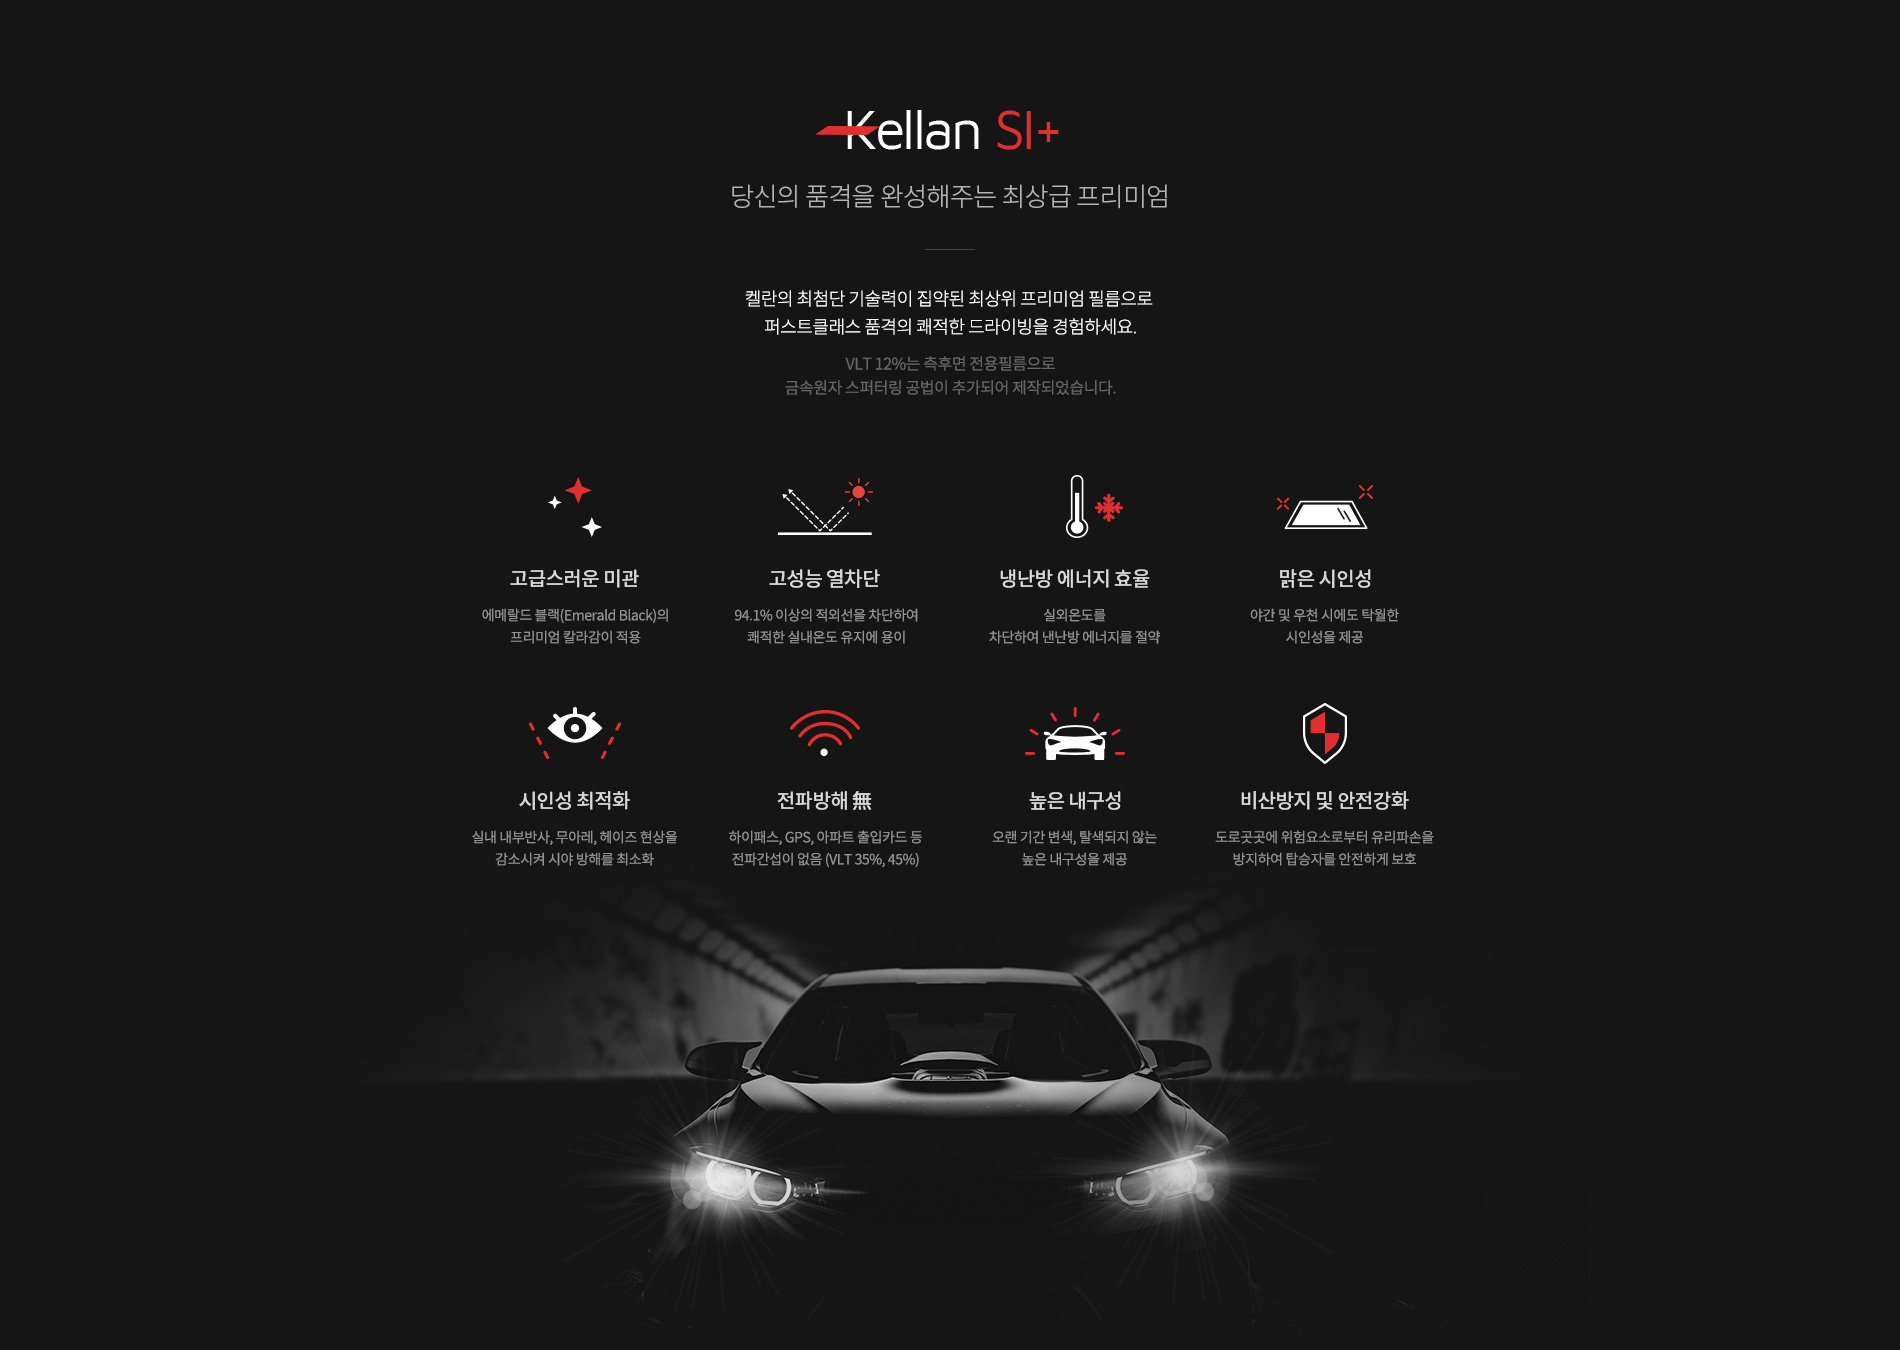 Kellan SI+
당신의 품격을 완성해주는 최상급 프리미엄
켈란의 최첨단 기술력이 집약된 최상위 프리미엄 필름으로
퍼스트클래스 품격의 쾌적한 드라이빙을 경험하세요.
VLT 12%는 측후면 전용필름으로
금속원자 스퍼터링 공법이 추가되어 제작되었습니다.
고급스러운 미관
에메랄드 블랙(Emerald Black)의
프리미엄 칼라감이 적용
고성능 열차단
94.1% 이상의 적외선을 차단하여
쾌적한 실내온도 유지에 용이
냉난방 에너지 효율
실외온도를
차단하여 낸난방 에너지를 절약
맑은 시인성
야간 및 우천 시에도 탁월한
시인성을 제공
시인성 최적화
실내 내부반사, 무아레, 헤이즈 현상을
감소시켜 시야 방해를 최소화
전파방해 無
하이패스, GPS, 아파트 출입카드 등
전파간섭이 없음 (VLT 35%, 45%)
높은 내구성
오랜 기간 변색, 탈색되지 않는
높은 내구성을 제공
비산방지 및 안전강화
도로곳곳에 위험요소로부터 유리파손을
방지하여 탑승자를 안전하게 보호